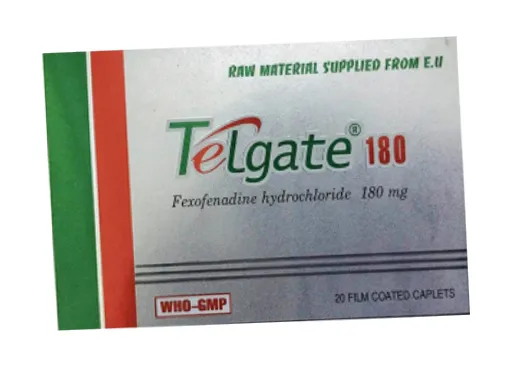 RAW MATERIAL SUPPLIED FROM E.U
Telgate® 180
Fexofenadine hydrochloride 180 mg
WHO-GMP
20 FILM COATED CAPLETS